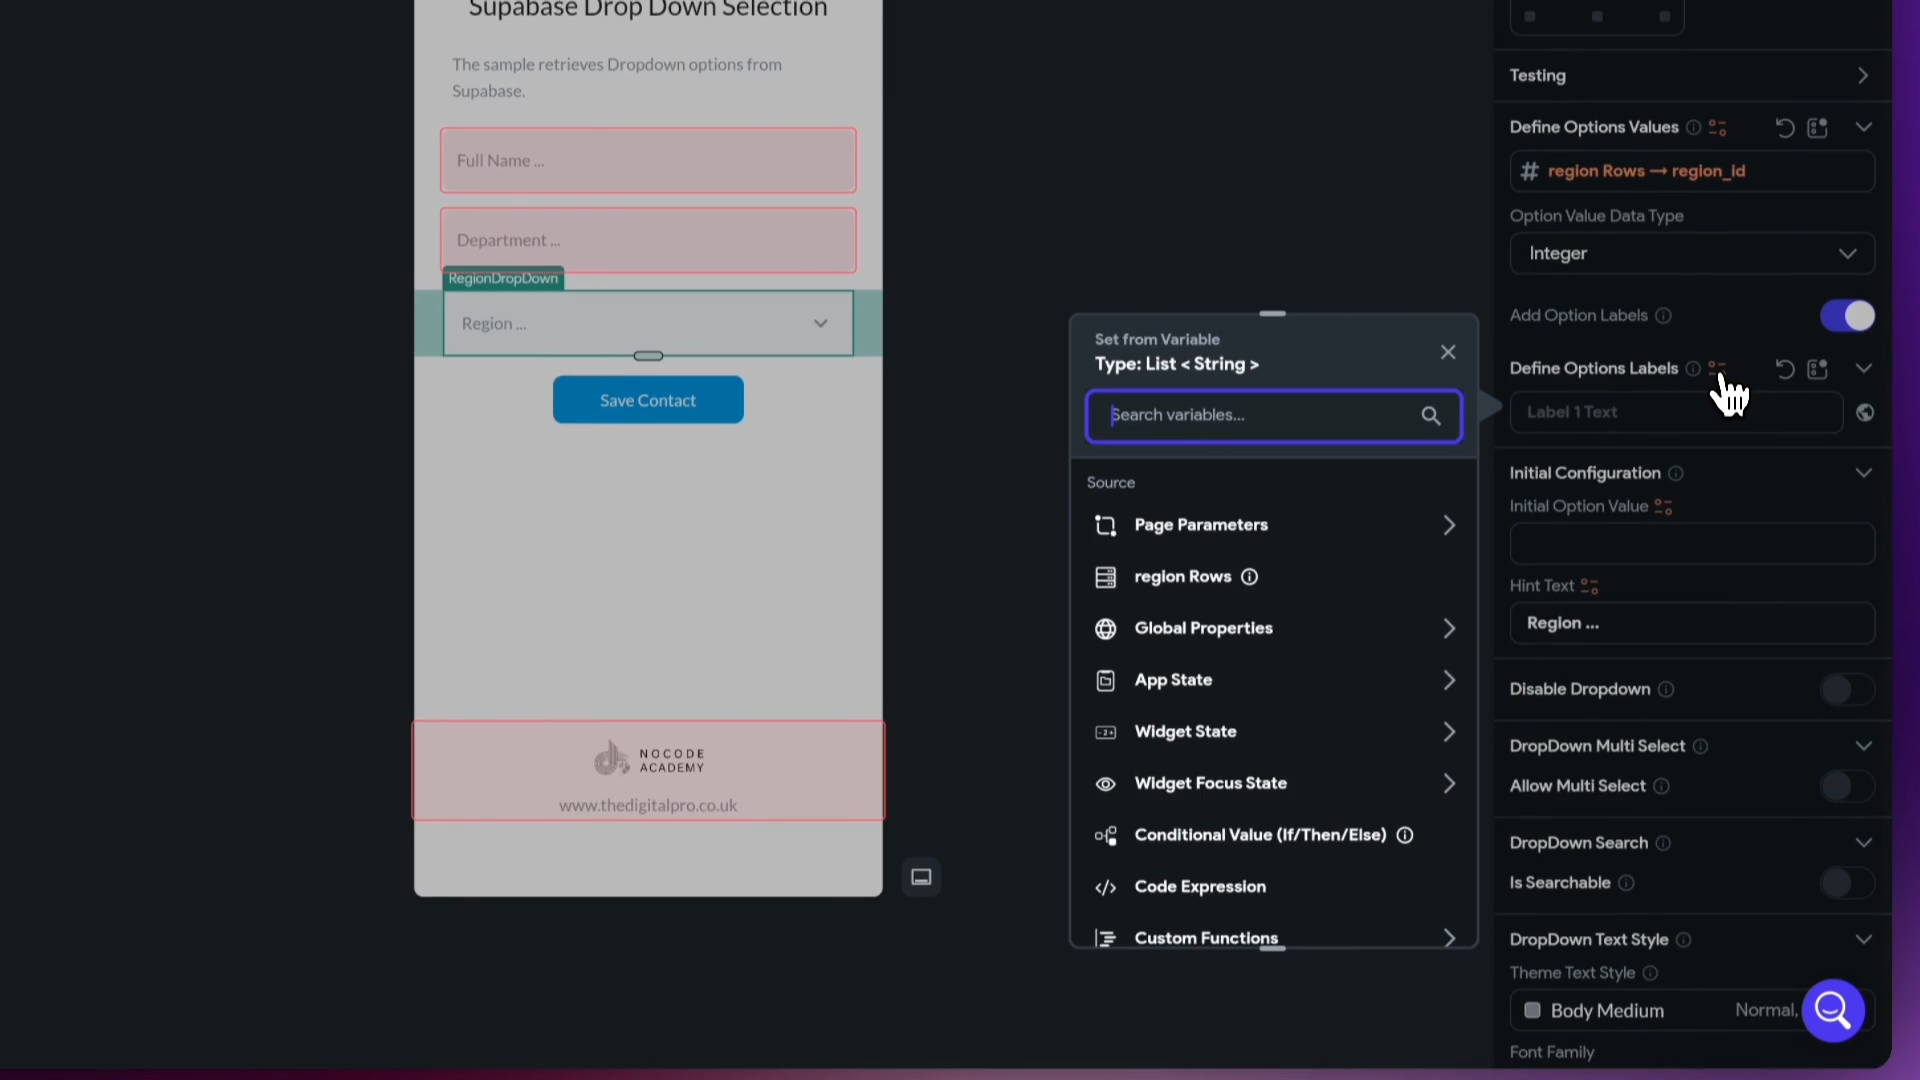 Supabase Drop Down Selection
The sample retrieves Dropdown options from
Supabase.
Full Name ...
Department ...
RegionDropDown
Region ...
Save Contact
NOCODE
ACADEMY
www.thedigitalpro.co.uk
Set from Variable
Type: List < String >
Search variables...
Source
Page Parameters
region Rows
Global Properties
App State
Widget State
Widget Focus State
Conditional Value (If/Then/Else)
Code Expression
Custom Functions
Testing
Define Options Values
region Rows → region_id
Option Value Data Type
Integer
Add Option Labels
Define Options Labels
Label 1 Text
Initial Configuration
Initial Option Value
Hint Text
Region ...
Disable Dropdown
DropDown Multi Select
Allow Multi Select
DropDown Search
Is Searchable
DropDown Text Style
Theme Text Style
Body Medium Normal,
Font Family